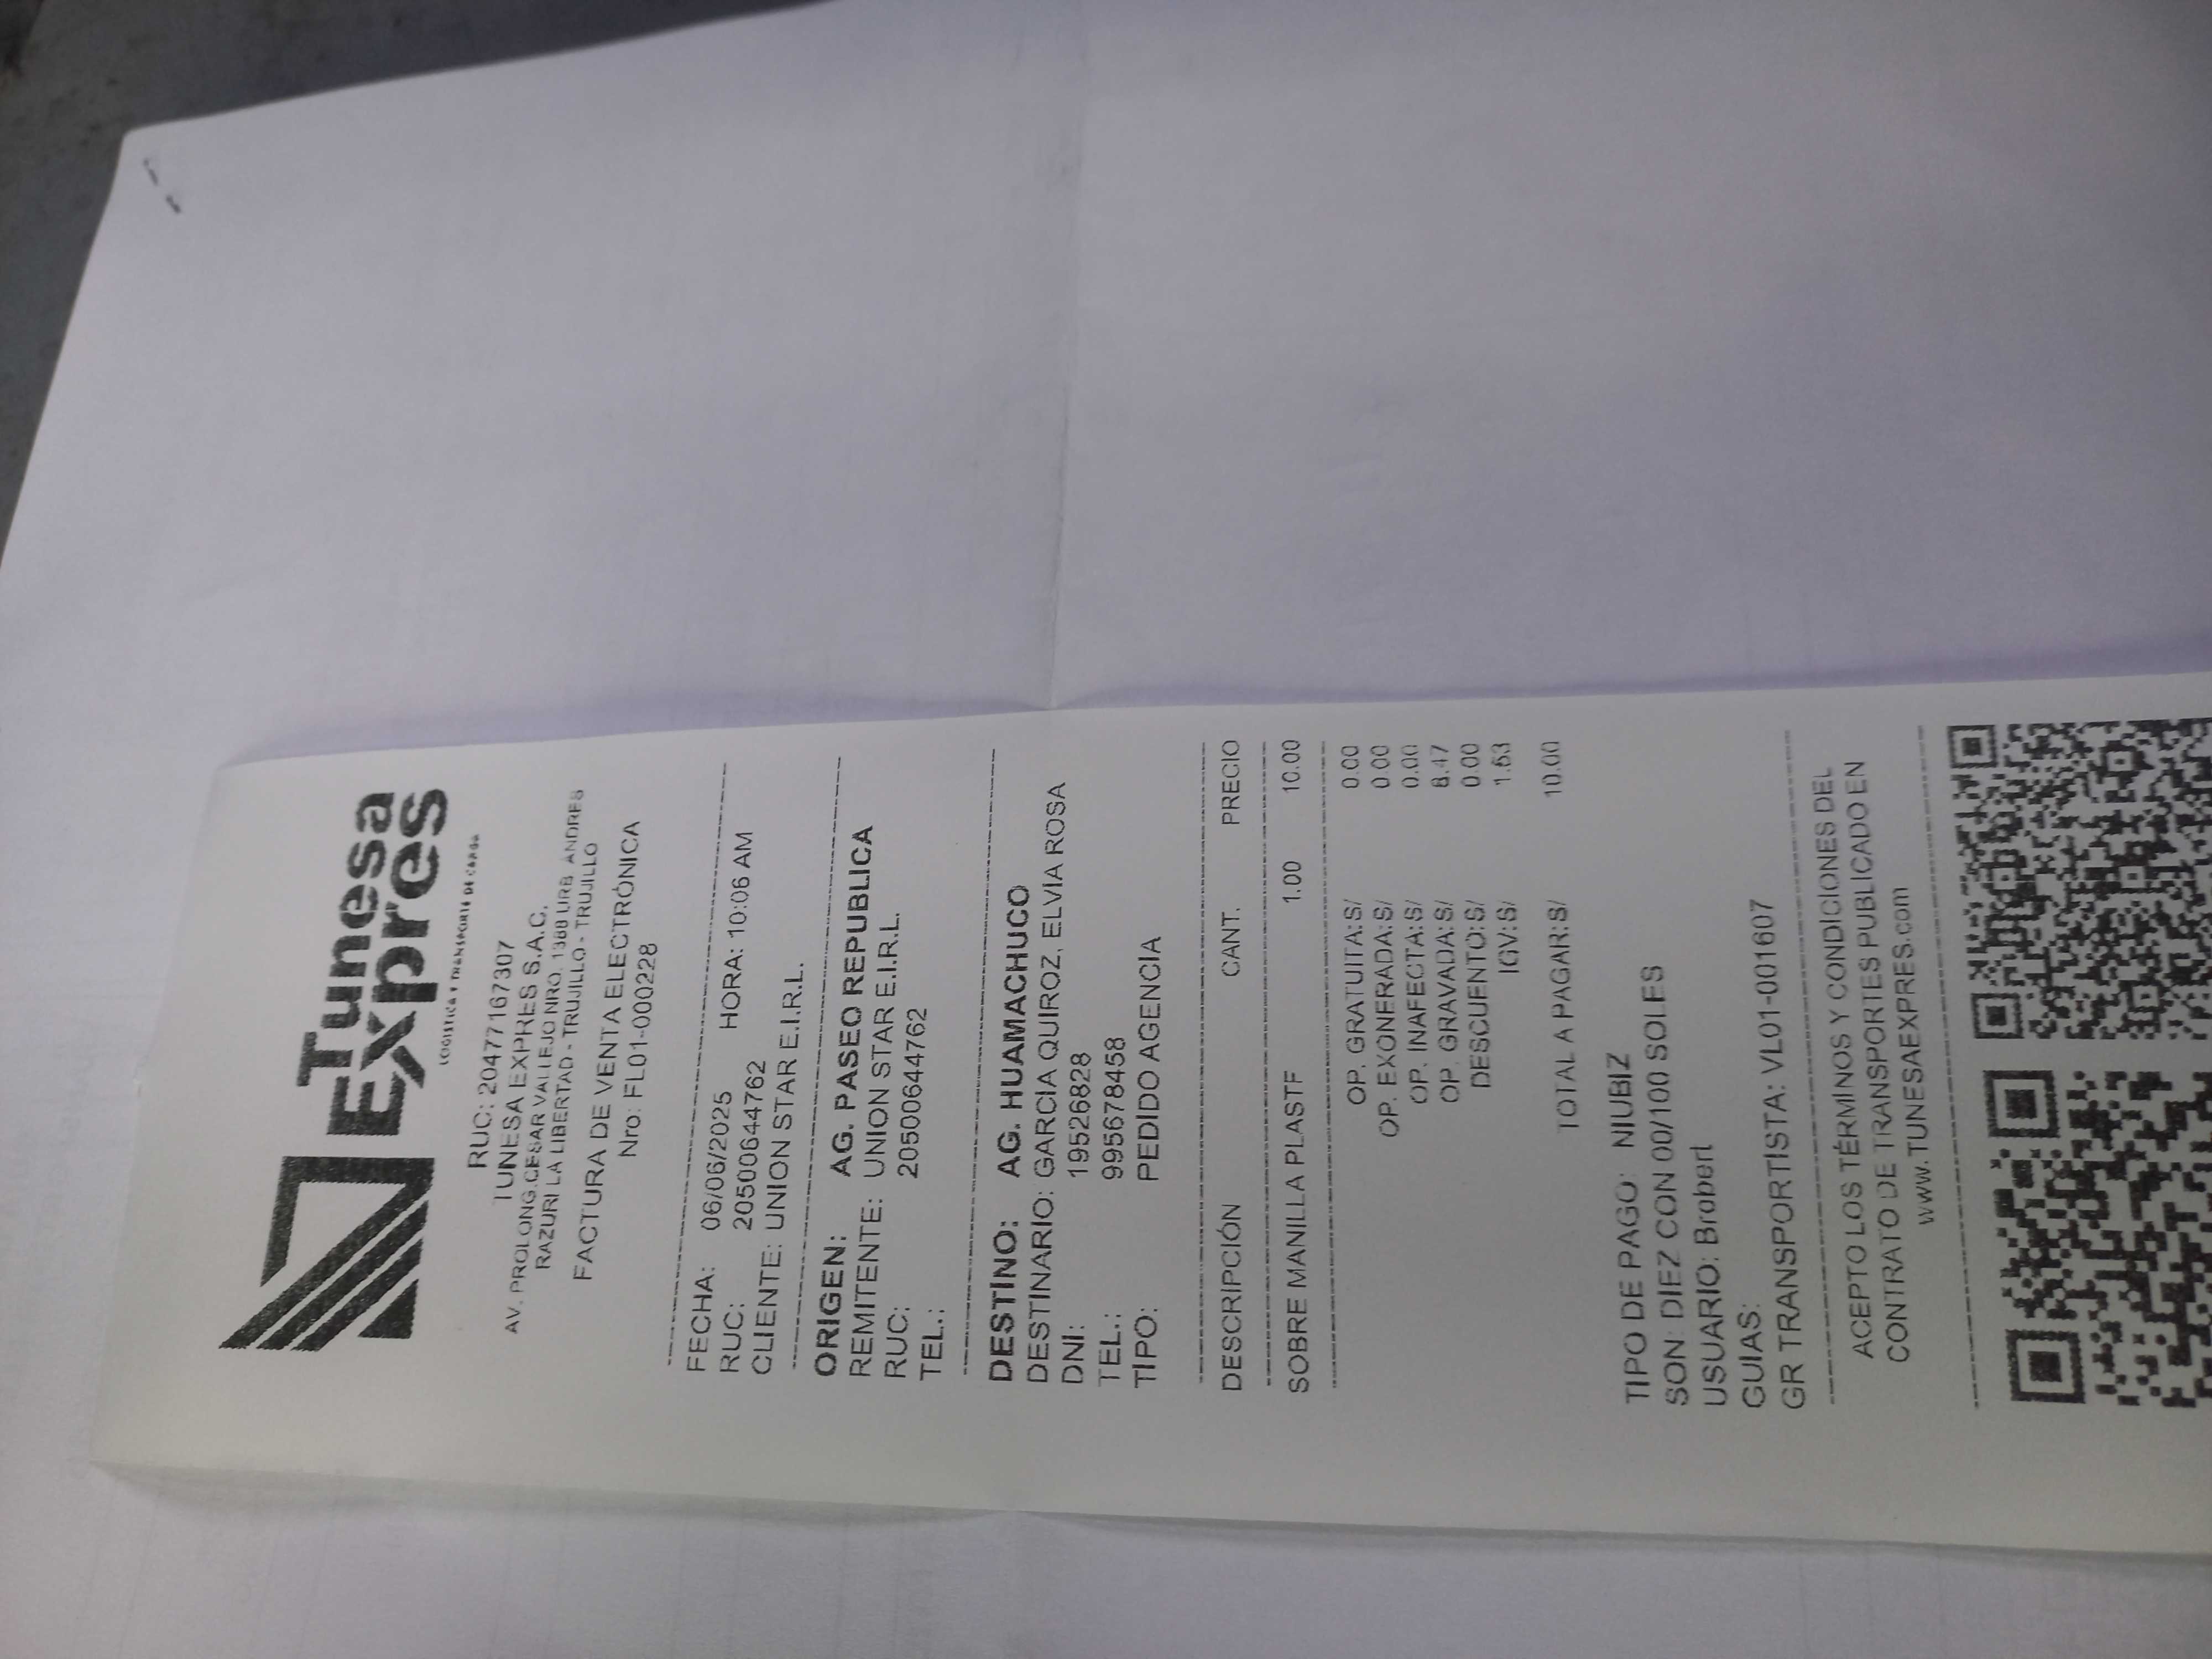 Tunesa
Expres
LOGISTICA Y TRANSPORTE DE CARGA
RUC: 20477167307
TUNESA EXPRES S.A.C.
AV. PROLONG.CESAR VALLEJO NRO. 1380 URB ANDRES
RAZURI LA LIBERTAD - TRUJILLO - TRUJILLO
FACTURA DE VENTA ELECTRÓNICA
Nro: FL01-000228
FECHA: 06/06/2025 HORA: 10:06 AM
RUC: 20500644762
CLIENTE: UNION STAR E.I.R.L.
ORIGEN: AG. PASEO REPUBLICA
REMITENTE: UNION STAR E.I.R.L.
RUC: 20500644762
TEL.:
DESTINO: AG. HUAMACHUCO
DESTINARIO: GARCIA QUIROZ, ELVIA ROSA
DNI: 19526828
TEL.: 995678458
TIPO: PEDIDO AGENCIA
DESCRIPCIÓN CANT. PRECIO
SOBRE MANILLA PLASTF 1.00 10.00
OP. GRATUITA:S/ 0.00
OP. EXONERADA:S/ 0.00
OP. INAFECTA:S/ 0.00
OP. GRAVADA:S/ 8.47
DESCUENTO:S/ 0.00
IGV:S/ 1.53
TOTAL A PAGAR:S/ 10.00
TIPO DE PAGO: NIUBIZ
SON: DIEZ CON 00/100 SOLES
USUARIO: Brobert
GUIAS:
GR TRANSPORTISTA: VL01-001607
ACEPTO LOS TÉRMINOS Y CONDICIONES DEL
CONTRATO DE TRANSPORTES PUBLICADO EN
www.TUNESAEXPRES.com